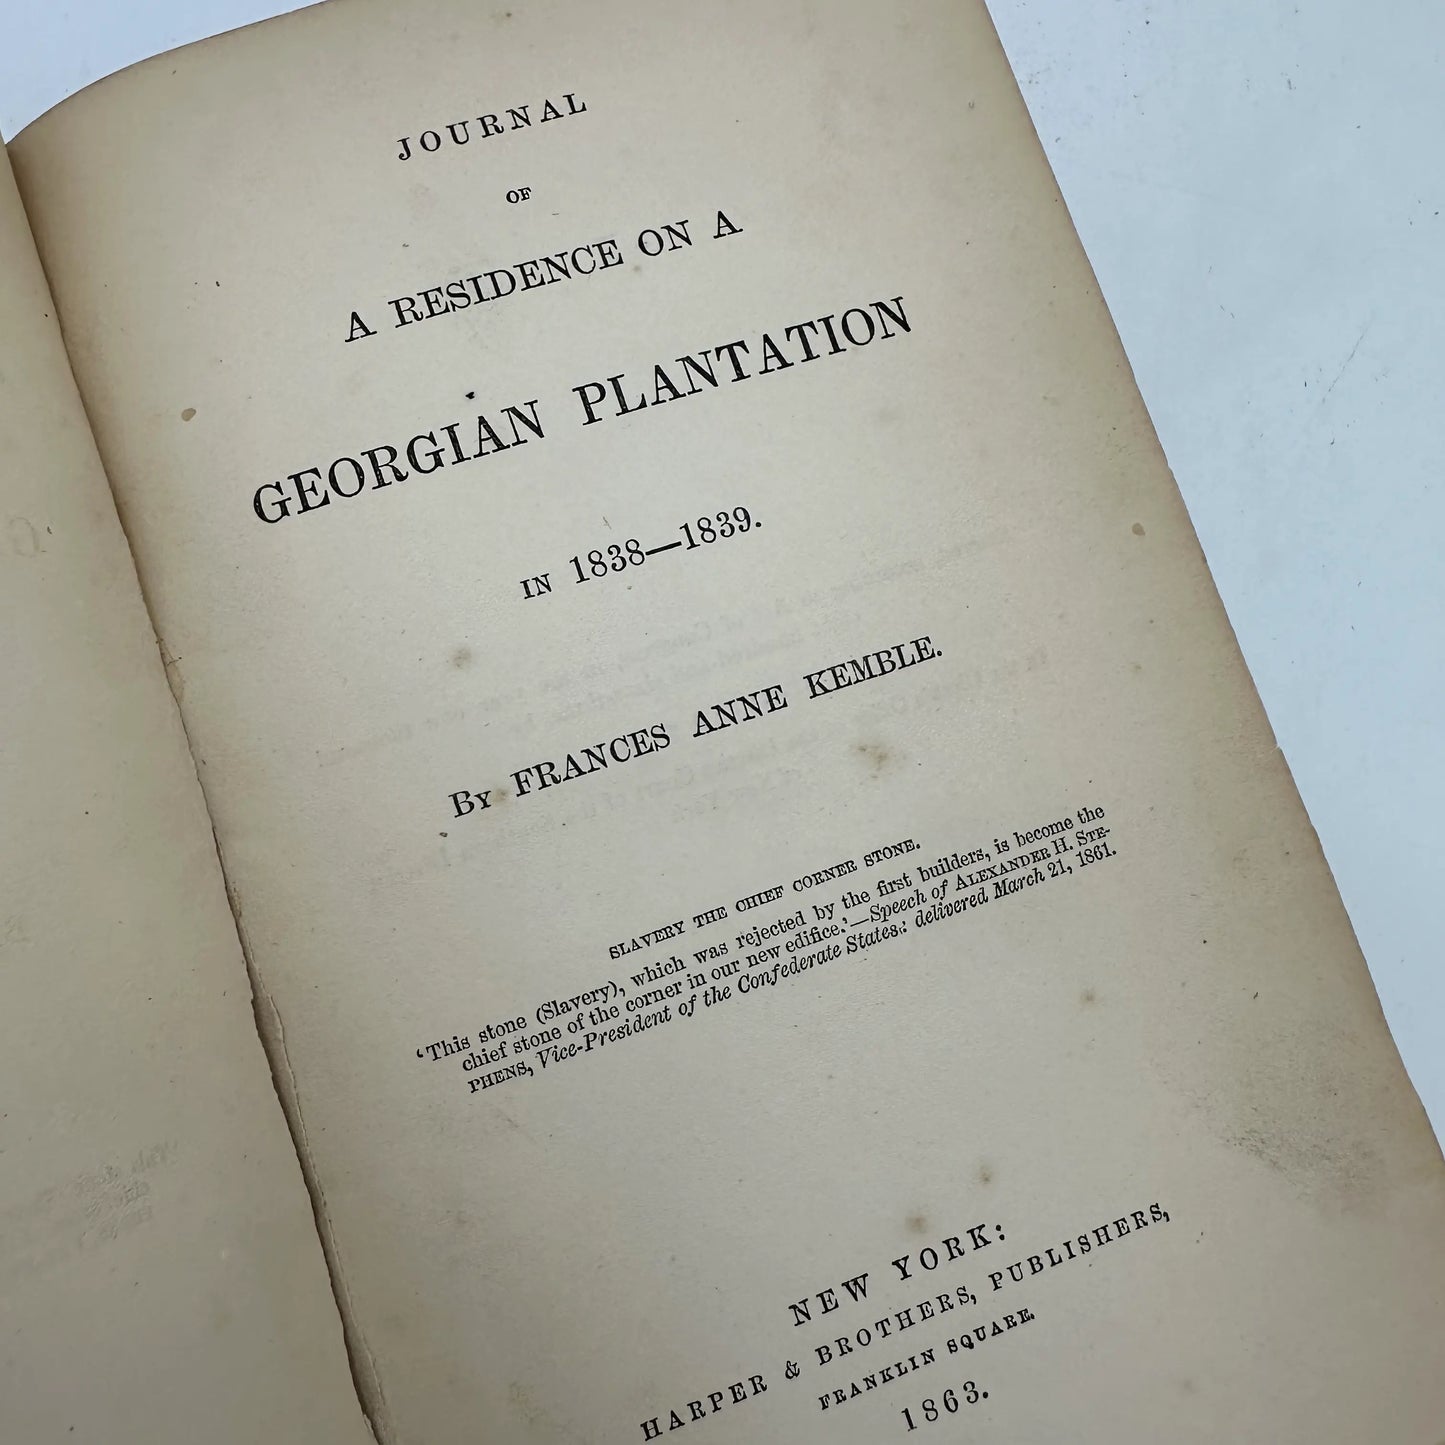 JOURNAL
OF
A RESIDENCE ON A
GEORGIAN PLANTATION
IN 1838—1839.
BY FRANCES ANNE KEMBLE.
SLAVERY THE CHIEF CORNER STONE.
‘This stone (Slavery), which was rejected by the first builders, is become the
chief stone of the corner in our new edifice.’—Speech of ALEXANDER H. STE-
PHENS, Vice-President of the Confederate States: delivered March 21, 1861.
NEW YORK:
HARPER & BROTHERS, PUBLISHERS,
FRANKLIN SQUARE.
1863.